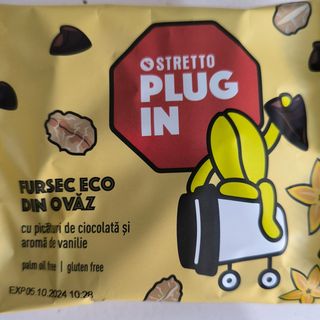 STRETTO
PLUG
IN
FURSEC ECO
DIN OVĂZ
cu picături de ciocolată și
aromă de vanilie
palm oil free | gluten free
EXP.05.10.2024 10:28